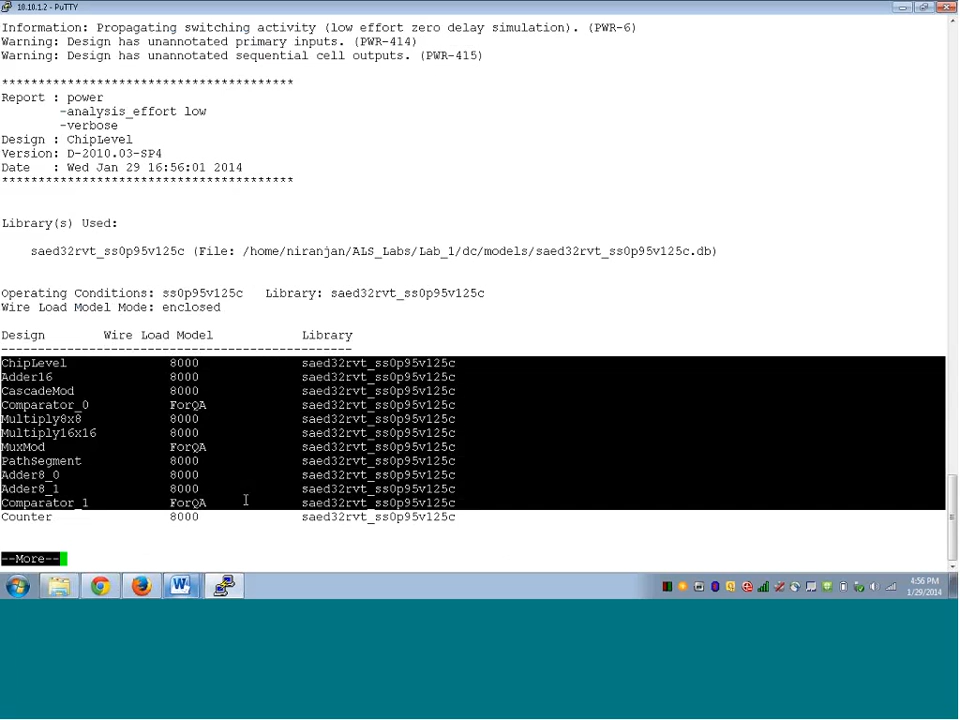 10.10.1.2 - PuTTY
Information: Propagating switching activity (low effort zero delay simulation). (PWR-6)
Warning: Design has unannotated primary inputs. (PWR-414)
Warning: Design has unannotated sequential cell outputs. (PWR-415)
****************************************
Report : power
-analysis_effort low
-verbose
Design : ChipLevel
Version: D-2010.03-SP4
Date   : Wed Jan 29 16:56:01 2014
****************************************
Library(s) Used:
saed32rvt_ss0p95v125c (File: /home/niranjan/ALS_Labs/Lab_1/dc/models/saed32rvt_ss0p95v125c.db)
Operating Conditions: ss0p95v125c   Library: saed32rvt_ss0p95v125c
Wire Load Model Mode: enclosed
Design        Wire Load Model            Library
------------------------------------------------
ChipLevel              8000              saed32rvt_ss0p95v125c
Adder16                8000              saed32rvt_ss0p95v125c
CascadeMod             8000              saed32rvt_ss0p95v125c
Comparator_0           ForQA             saed32rvt_ss0p95v125c
Multiply8x8            8000              saed32rvt_ss0p95v125c
Multiply16x16          8000              saed32rvt_ss0p95v125c
MuxMod                 ForQA             saed32rvt_ss0p95v125c
PathSegment            8000              saed32rvt_ss0p95v125c
Adder8_0               8000              saed32rvt_ss0p95v125c
Adder8_1               8000              saed32rvt_ss0p95v125c
Comparator_1           ForQA             saed32rvt_ss0p95v125c
Counter                8000              saed32rvt_ss0p95v125c
--More--
4:56 PM
1/29/2014